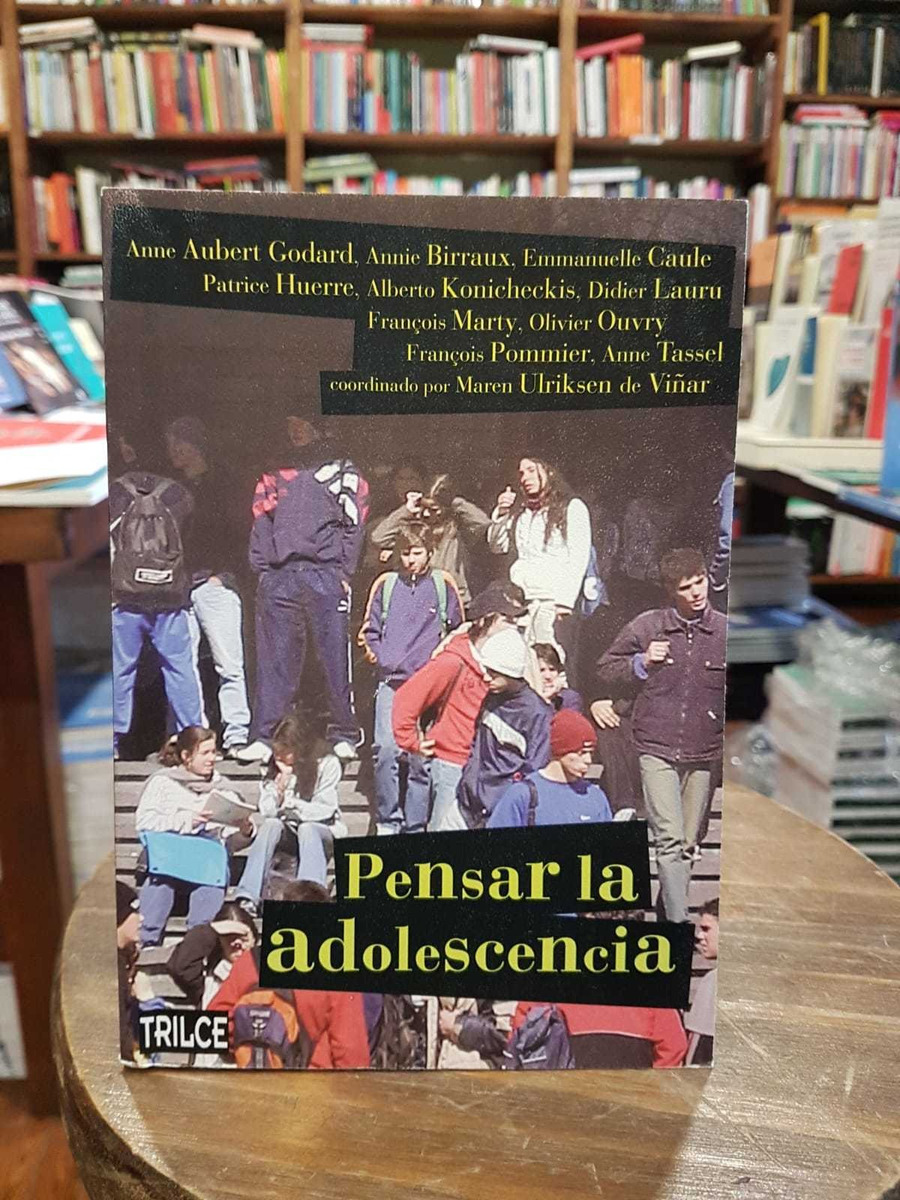 Anne Aubert Godard, Annie Birraux, Emmanuelle Caule
Patrice Huerre, Alberto Konicheckis, Didier Lauru
François Marty, Olivier Ouvry
François Pommier, Anne Tassel
coordinado por Maren Ulriksen de Viñar
Pensar la
adolescencia
TRILCE